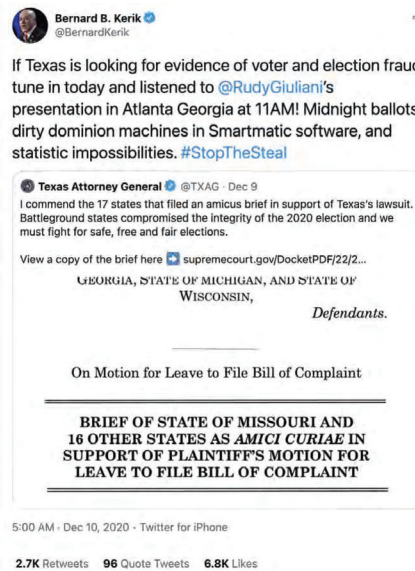 Bernard B. Kerik
@BernardKerik
If Texas is looking for evidence of voter and election frau
tune in today and listened to @RudyGiuliani's
presentation in Atlanta Georgia at 11AM! Midnight ballots
dirty dominion machines in Smartmatic software, and
statistic impossibilities. #StopTheSteal
Texas Attorney General @TXAG · Dec 9
I commend the 17 states that filed an amicus brief in support of Texas's lawsuit.
Battleground states compromised the integrity of the 2020 election and we
must fight for safe, free and fair elections.
View a copy of the brief here ➡️ supremecourt.gov/DocketPDF/22/2...
GEORGIA, STATE OF MICHIGAN, AND STATE OF
WISCONSIN,
Defendants.
On Motion for Leave to File Bill of Complaint
BRIEF OF STATE OF MISSOURI AND
16 OTHER STATES AS AMICI CURIAE IN
SUPPORT OF PLAINTIFF'S MOTION FOR
LEAVE TO FILE BILL OF COMPLAINT
5:00 AM · Dec 10, 2020 · Twitter for iPhone
2.7K Retweets 96 Quote Tweets 6.8K Likes